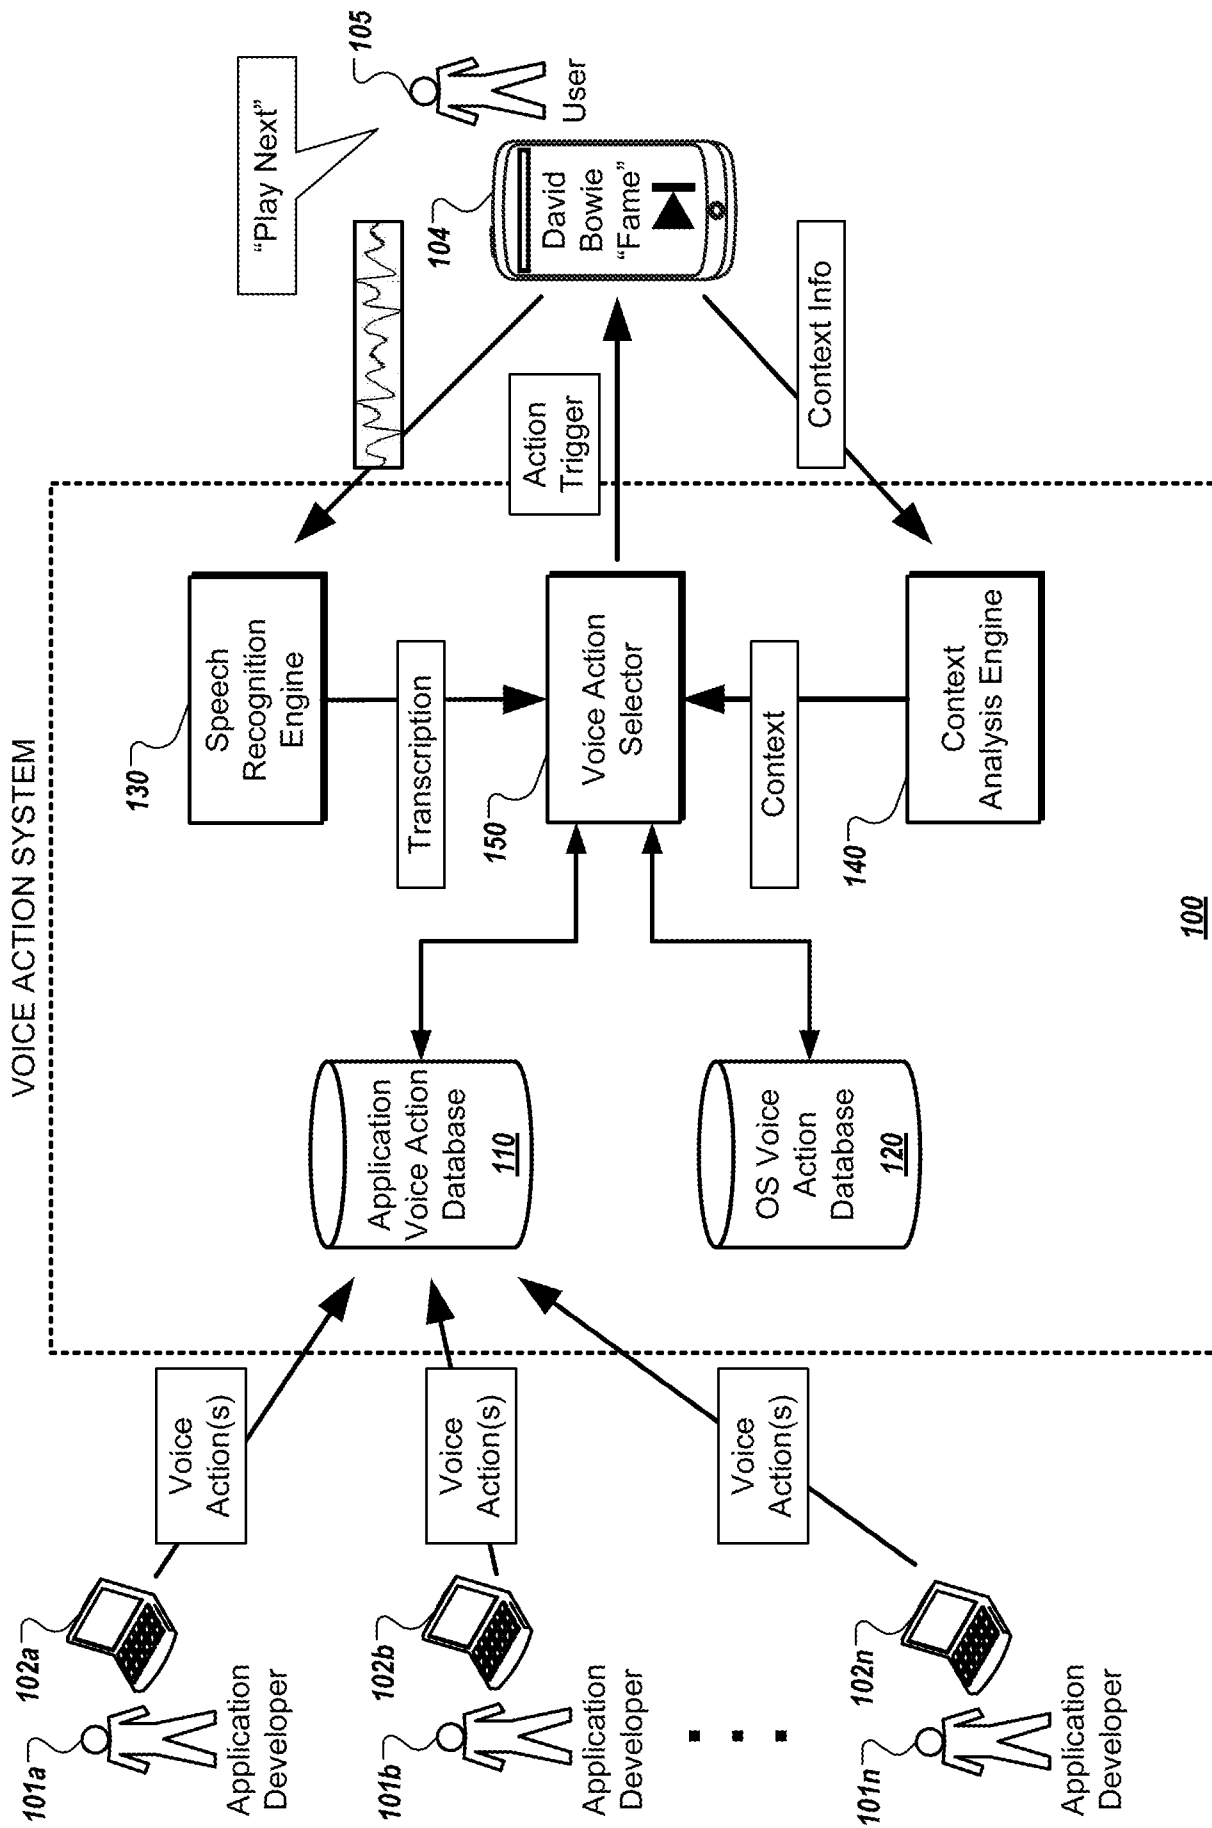 VOICE ACTION SYSTEM
101a
102a
Application
Developer
Voice
Action(s)
101b
102b
Application
Developer
Voice
Action(s)
101n
102n
Application
Developer
Voice
Action(s)
Application
Voice Action
Database
110
OS Voice
Action
Database
120
130
Speech
Recognition
Engine
Transcription
150
Voice Action
Selector
Context
140
Context
Analysis Engine
Action
Trigger
Context Info
"Play Next"
104
David
Bowie
"Fame"
105
User
100